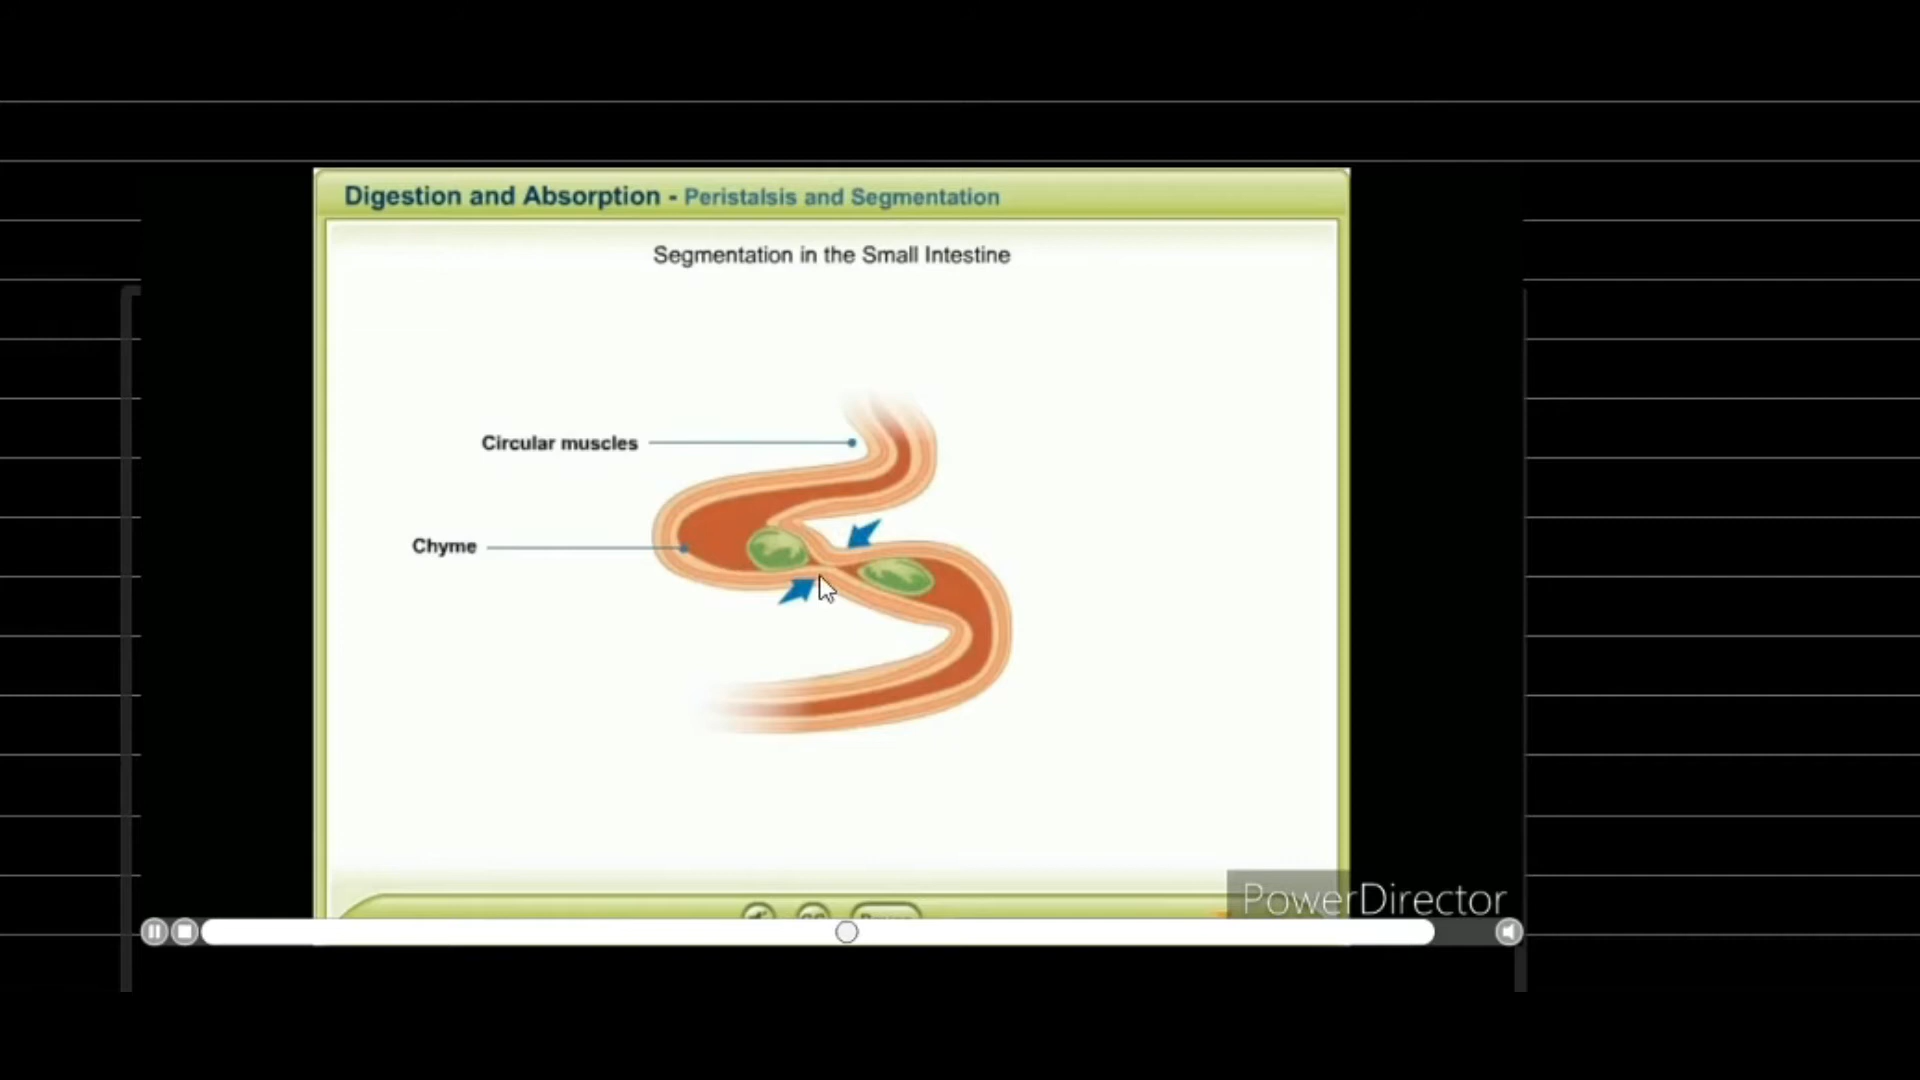 Digestion and Absorption - Peristalsis and Segmentation
Segmentation in the Small Intestine
Circular muscles
Chyme
PowerDirector